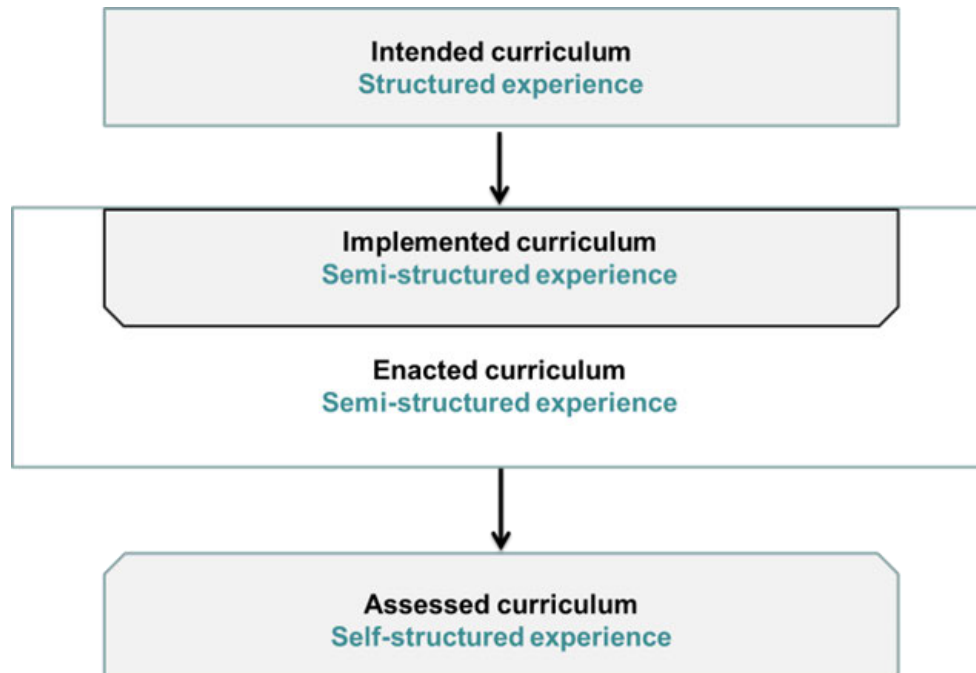 Intended curriculum
Structured experience
Implemented curriculum
Semi-structured experience
Enacted curriculum
Semi-structured experience
Assessed curriculum
Self-structured experience